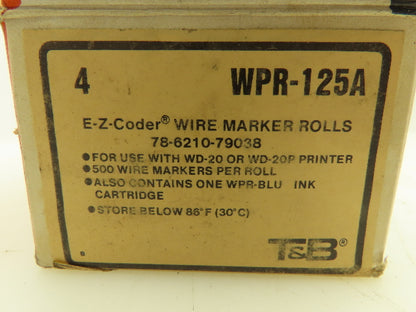 4 WPR-125A
E-Z-Coder® WIRE MARKER ROLLS
78-6210-79038
●FOR USE WITH WD-20 OR WD-20P PRINTER
●500 WIRE MARKERS PER ROLL
●ALSO CONTAINS ONE WPR-BLU INK
CARTRIDGE
●STORE BELOW 86°F (30°C)
T&B®